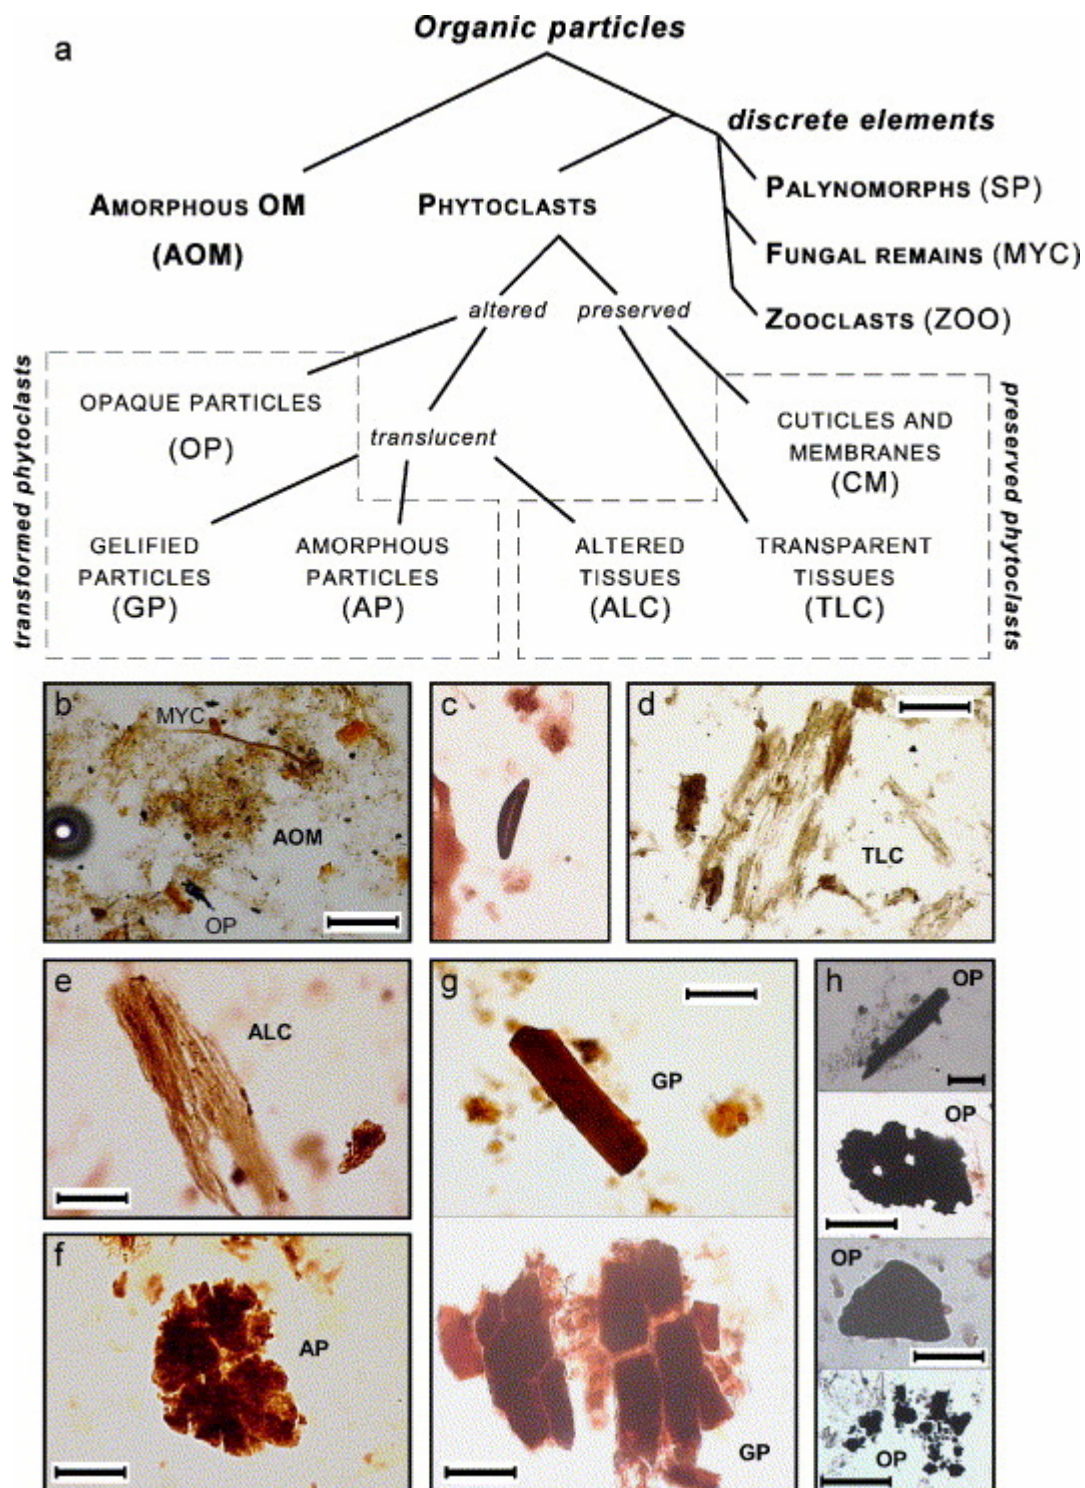 a
Organic particles
discrete elements
AMORPHOUS OM
(AOM)
PHYTOCLASTS
PALYNOMORPHS (SP)
FUNGAL REMAINS (MYC)
ZOOCLASTS (ZOO)
altered
preserved
transformed phytoclasts
OPAQUE PARTICLES
(OP)
translucent
CUTICLES AND
MEMBRANES
(CM)
preserved phytoclasts
GELIFIED
PARTICLES
(GP)
AMORPHOUS
PARTICLES
(AP)
ALTERED
TISSUES
(ALC)
TRANSPARENT
TISSUES
(TLC)
b
MYC
AOM
OP
c
d
TLC
e
ALC
f
AP
g
GP
GP
h
OP
OP
OP
OP